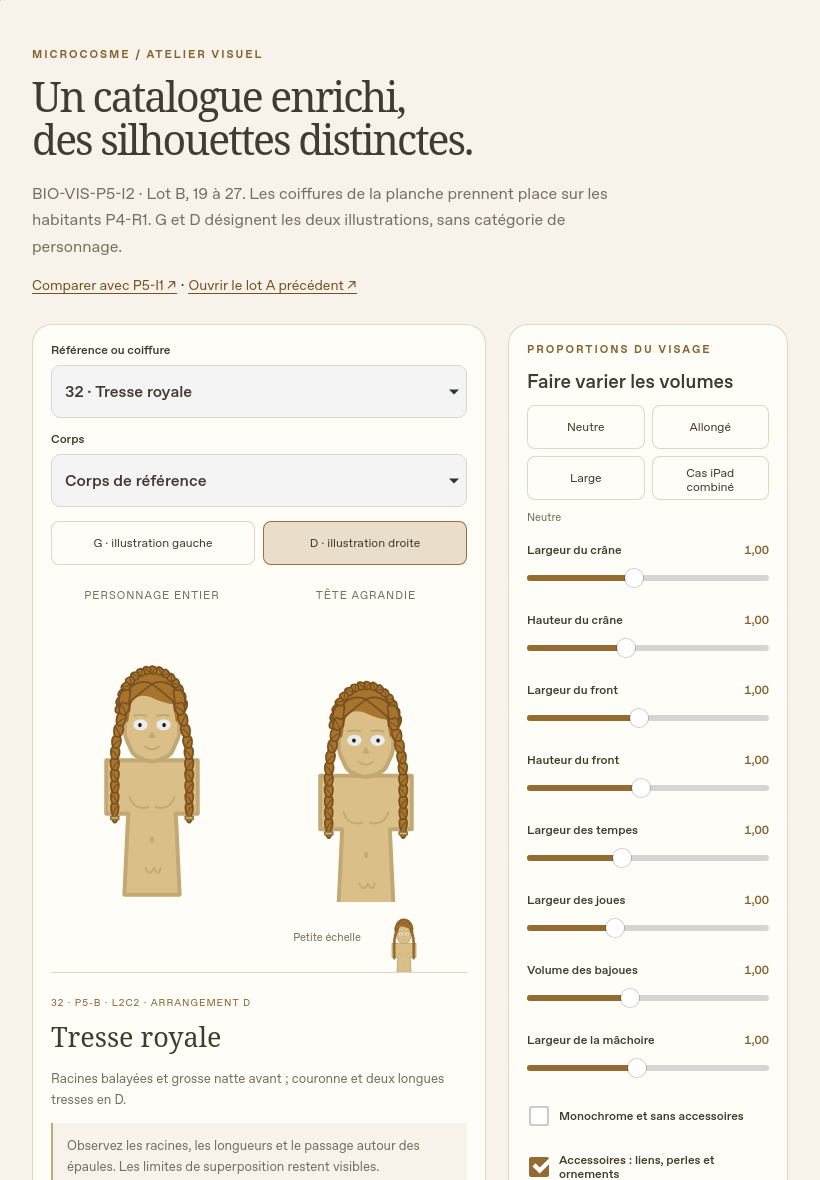 MICROCOSME / ATELIER VISUEL
Un catalogue enrichi,
des silhouettes distinctes.
BIO-VIS-P5-I2 · Lot B, 19 à 27. Les coiffures de la planche prennent place sur les
habitants P4-R1. G et D désignent les deux illustrations, sans catégorie de
personnage.
Comparer avec P5-I1 ↗ · Ouvrir le lot A précédent ↗
Référence ou coiffure
32 · Tresse royale
Corps
Corps de référence
G · illustration gauche
D · illustration droite
PERSONNAGE ENTIER
TÊTE AGRANDIE
Petite échelle
32 · P5-B · L2C2 · ARRANGEMENT D
Tresse royale
Racines balayées et grosse natte avant ; couronne et deux longues
tresses en D.
Observez les racines, les longueurs et le passage autour des
épaules. Les limites de superposition restent visibles.
PROPORTIONS DU VISAGE
Faire varier les volumes
Neutre
Allongé
Large
Cas iPad
combiné
Neutre
Largeur du crâne 1,00
Hauteur du crâne 1,00
Largeur du front 1,00
Hauteur du front 1,00
Largeur des tempes 1,00
Largeur des joues 1,00
Volume des bajoues 1,00
Largeur de la mâchoire 1,00
Monochrome et sans accessoires
Accessoires : liens, perles et
ornements